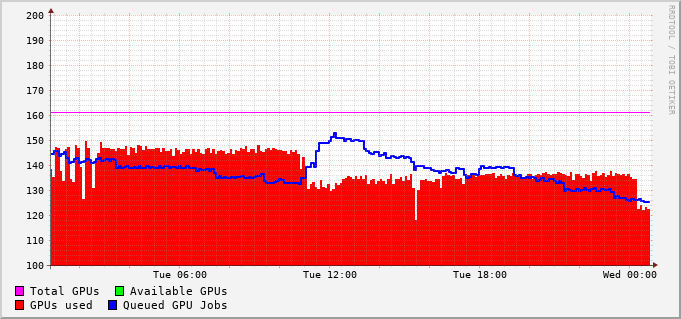 200
190
180
170
160
150
140
130
120
110
100
Tue 06:00 Tue 12:00 Tue 18:00 Wed 00:00
Total GPUs Available GPUs
GPUs used Queued GPU Jobs
RRDTOOL / TOBI OETIKER